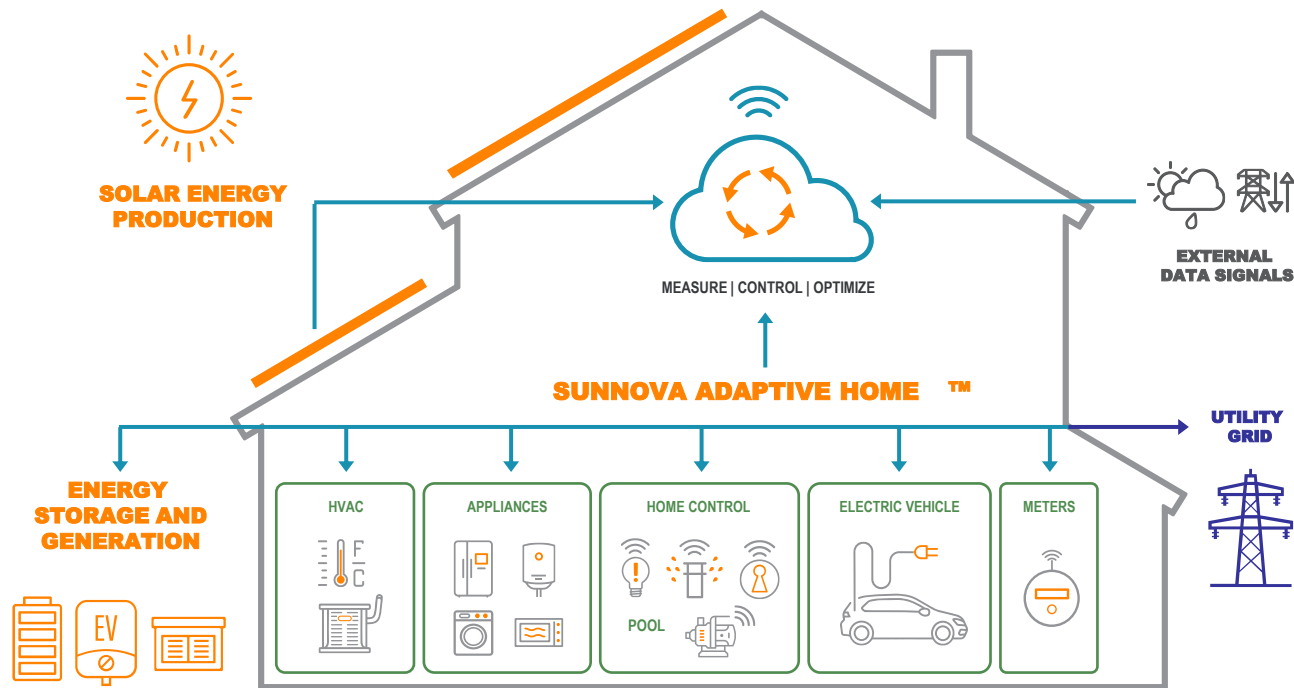 SOLAR ENERGY
PRODUCTION
EXTERNAL
DATA SIGNALS
MEASURE | CONTROL | OPTIMIZE
SUNNOVA ADAPTIVE HOME ™
UTILITY
GRID
ENERGY
STORAGE AND
GENERATION
HVAC
APPLIANCES
HOME CONTROL
ELECTRIC VEHICLE
METERS
F
C
POOL
EV